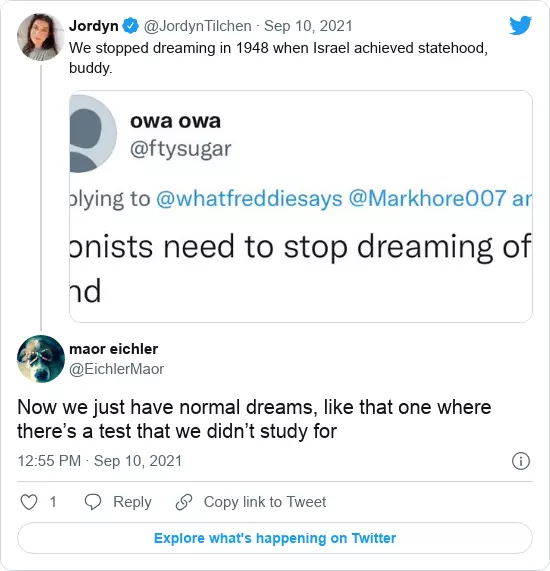 Jordyn @JordynTilchen · Sep 10, 2021
We stopped dreaming in 1948 when Israel achieved statehood,
buddy.
owa owa
@ftysugar
plying to @whatfreddiesays @Markhore007 ar
onists need to stop dreaming of
nd
maor eichler
@EichlerMaor
Now we just have normal dreams, like that one where
there’s a test that we didn’t study for
12:55 PM · Sep 10, 2021
1 Reply Copy link to Tweet
Explore what's happening on Twitter